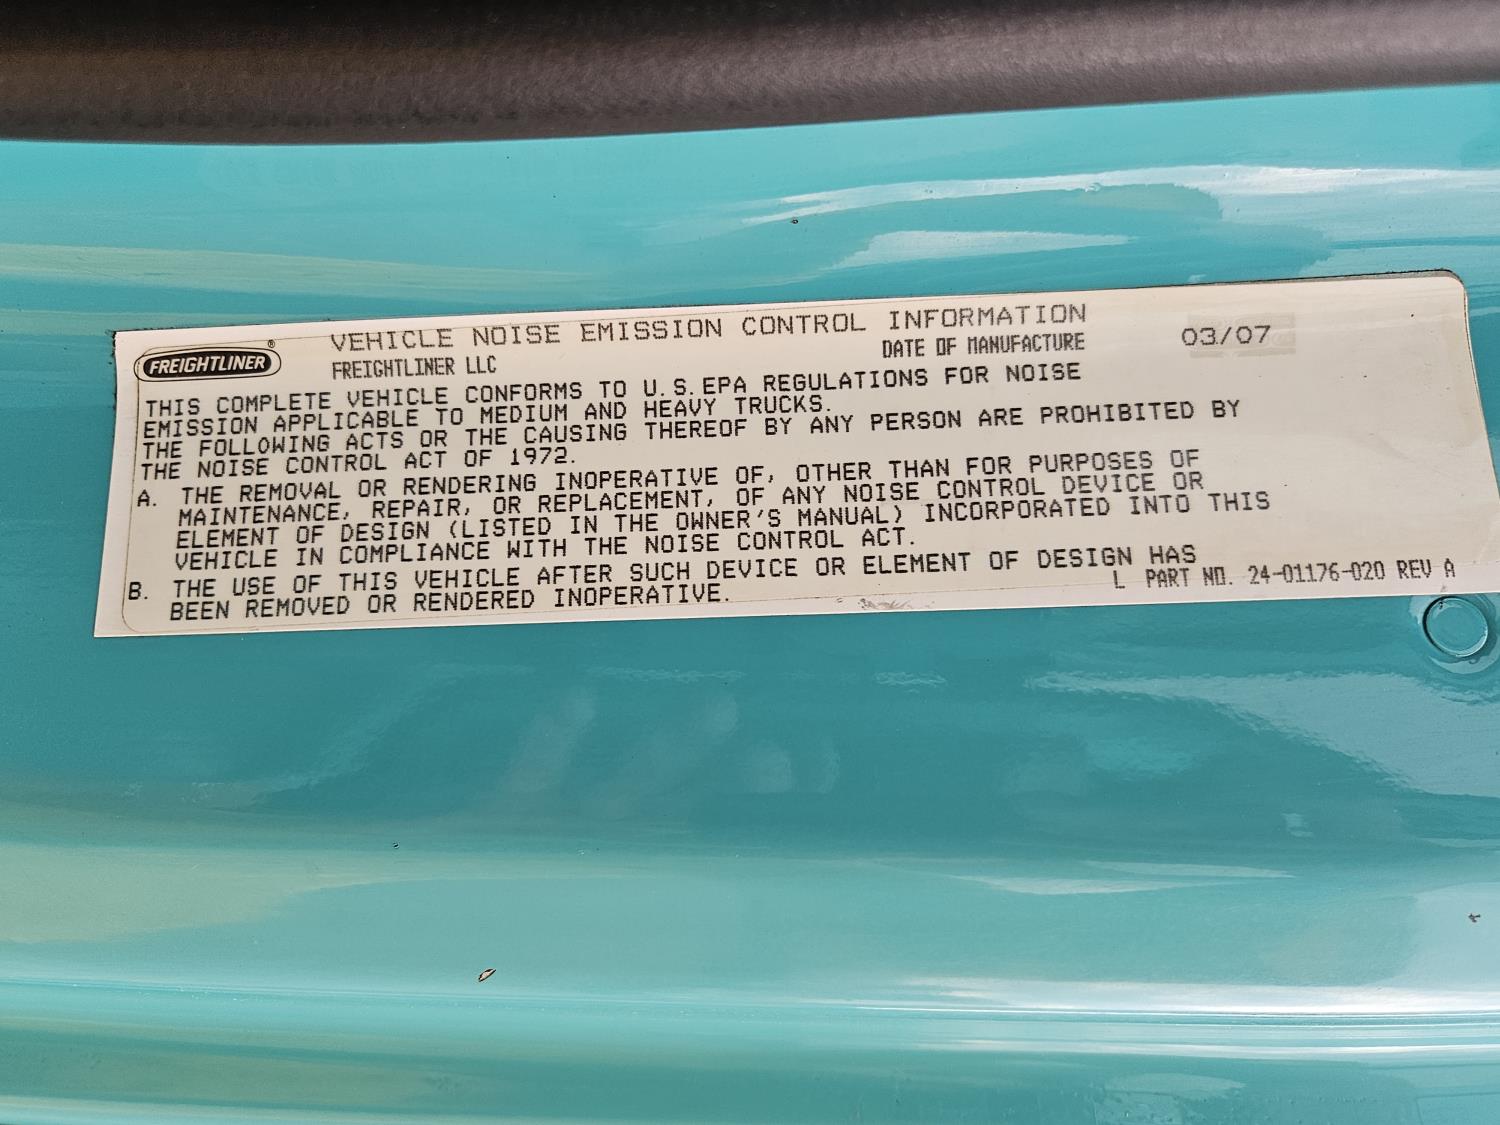 FREIGHTLINER®
VEHICLE NOISE EMISSION CONTROL INFORMATION
FREIGHTLINER LLC
DATE OF MANUFACTURE 03/07
THIS COMPLETE VEHICLE CONFORMS TO U.S.EPA REGULATIONS FOR NOISE
EMISSION APPLICABLE TO MEDIUM AND HEAVY TRUCKS.
THE FOLLOWING ACTS OR THE CAUSING THEREOF BY ANY PERSON ARE PROHIBITED BY
THE NOISE CONTROL ACT OF 1972.
A. THE REMOVAL OR RENDERING INOPERATIVE OF, OTHER THAN FOR PURPOSES OF
MAINTENANCE, REPAIR, OR REPLACEMENT, OF ANY NOISE CONTROL DEVICE OR
ELEMENT OF DESIGN (LISTED IN THE OWNER'S MANUAL) INCORPORATED INTO THIS
VEHICLE IN COMPLIANCE WITH THE NOISE CONTROL ACT.
B. THE USE OF THIS VEHICLE AFTER SUCH DEVICE OR ELEMENT OF DESIGN HAS
BEEN REMOVED OR RENDERED INOPERATIVE.
L PART NO. 24-01176-020 REV A